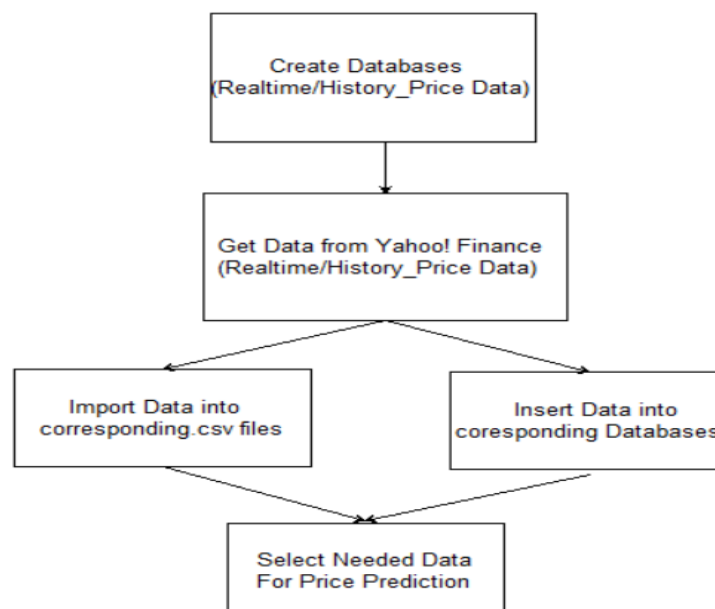 Create Databases
(Realtime/History_Price Data)
Get Data from Yahoo! Finance
(Realtime/History_Price Data)
Import Data into
corresponding.csv files
Insert Data into
coresponding Databases
Select Needed Data
For Price Prediction